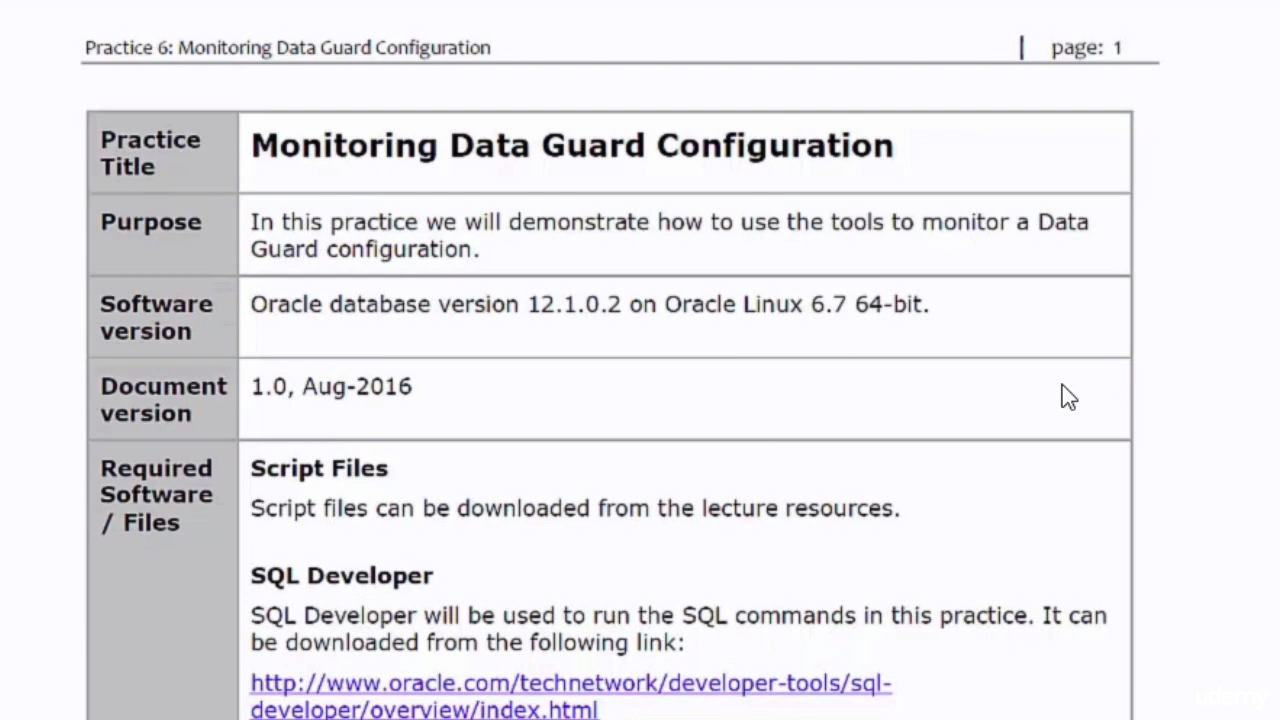 Practice 6: Monitoring Data Guard Configuration | page: 1
Practice
Title
Monitoring Data Guard Configuration
Purpose
In this practice we will demonstrate how to use the tools to monitor a Data
Guard configuration.
Software
version
Oracle database version 12.1.0.2 on Oracle Linux 6.7 64-bit.
Document
version
1.0, Aug-2016
Required
Software
/ Files
Script Files
Script files can be downloaded from the lecture resources.
SQL Developer
SQL Developer will be used to run the SQL commands in this practice. It can
be downloaded from the following link:
http://www.oracle.com/technetwork/developer-tools/sql-
developer/overview/index.html
udemy